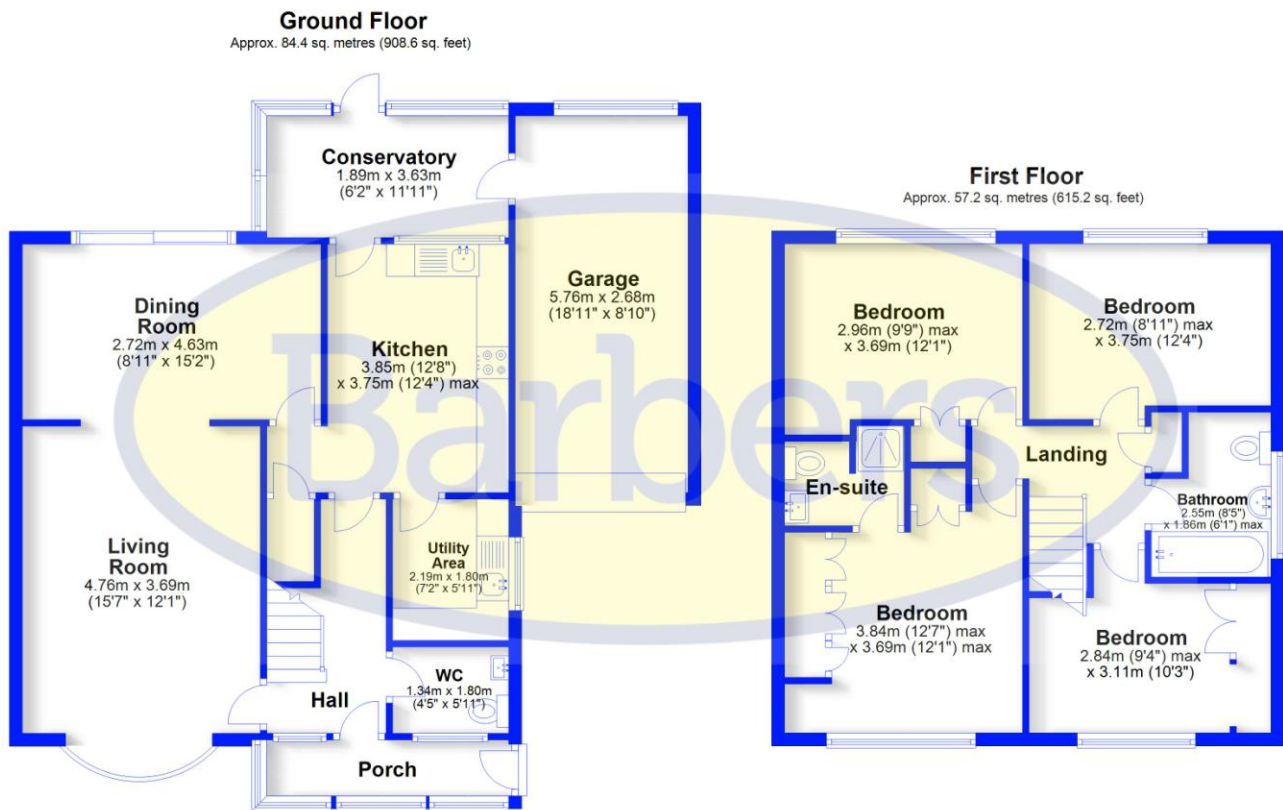 Ground Floor
Approx. 84.4 sq. metres (908.6 sq. feet)
Conservatory
1.89m x 3.63m
(6'2" x 11'11")
Garage
5.76m x 2.68m
(18'11" x 8'10")
Dining
Room
2.72m x 4.63m
(8'11" x 15'2")
Kitchen
3.85m (12'8")
x 3.75m (12'4") max
Living
Room
4.76m x 3.69m
(15'7" x 12'1")
Utility
Area
2.19m x 1.80m
(7'2" x 5'11")
WC
1.34m x 1.80m
(4'5" x 5'11")
Hall
Porch
First Floor
Approx. 57.2 sq. metres (615.2 sq. feet)
Bedroom
2.96m (9'9") max
x 3.69m (12'1")
Bedroom
2.72m (8'11") max
x 3.75m (12'4")
Landing
En-suite
Bathroom
2.55m (8'5")
x 1.86m (6'1") max
Bedroom
3.84m (12'7") max
x 3.69m (12'1") max
Bedroom
2.84m (9'4") max
x 3.11m (10'3")
Barbers